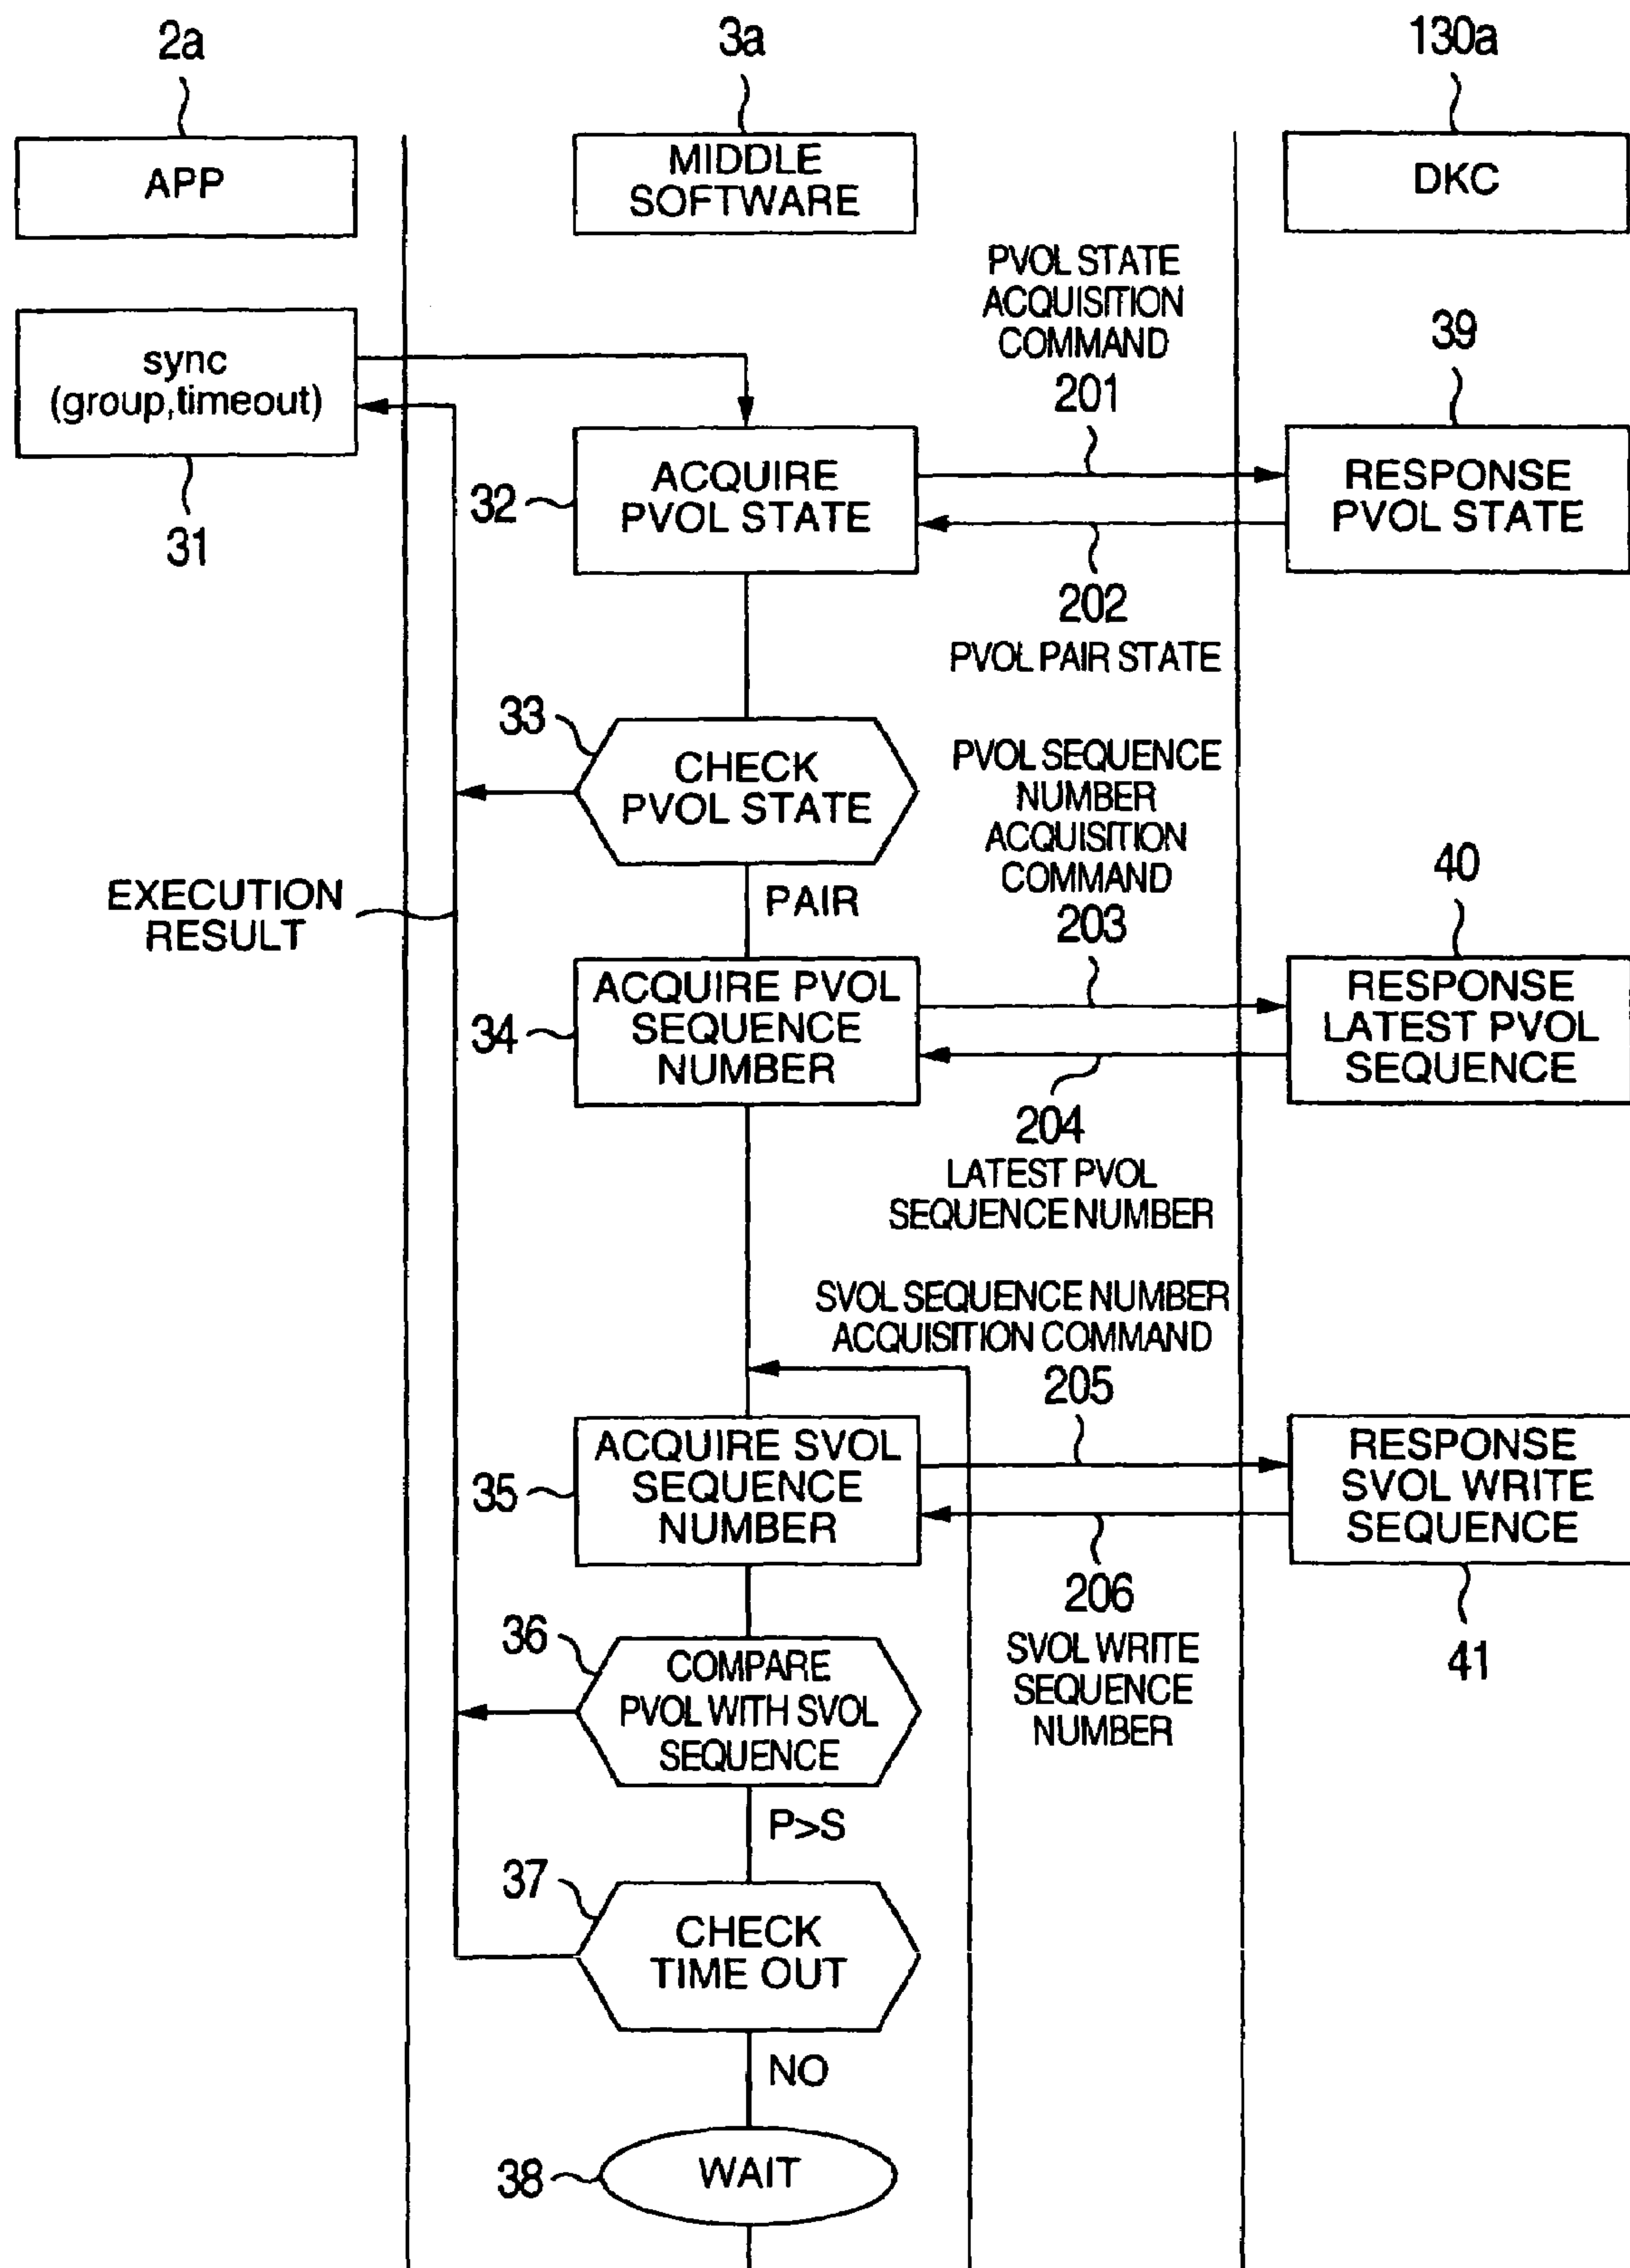 2a
3a
130a
APP
MIDDLE
SOFTWARE
DKC
PVOL STATE
ACQUISITION
COMMAND
201
39
sync
(group,timeout)
31
32
ACQUIRE
PVOL STATE
RESPONSE
PVOL STATE
202
PVOL PAIR STATE
33
CHECK
PVOL STATE
PVOL SEQUENCE
NUMBER
ACQUISITION
COMMAND
203
40
EXECUTION
RESULT
PAIR
34
ACQUIRE PVOL
SEQUENCE
NUMBER
RESPONSE
LATEST PVOL
SEQUENCE
204
LATEST PVOL
SEQUENCE NUMBER
SVOL SEQUENCE NUMBER
ACQUISITION COMMAND
205
35
ACQUIRE SVOL
SEQUENCE
NUMBER
RESPONSE
SVOL WRITE
SEQUENCE
206
SVOL WRITE
SEQUENCE
NUMBER
41
36
COMPARE
PVOL WITH SVOL
SEQUENCE
P>S
37
CHECK
TIME OUT
NO
38
WAIT